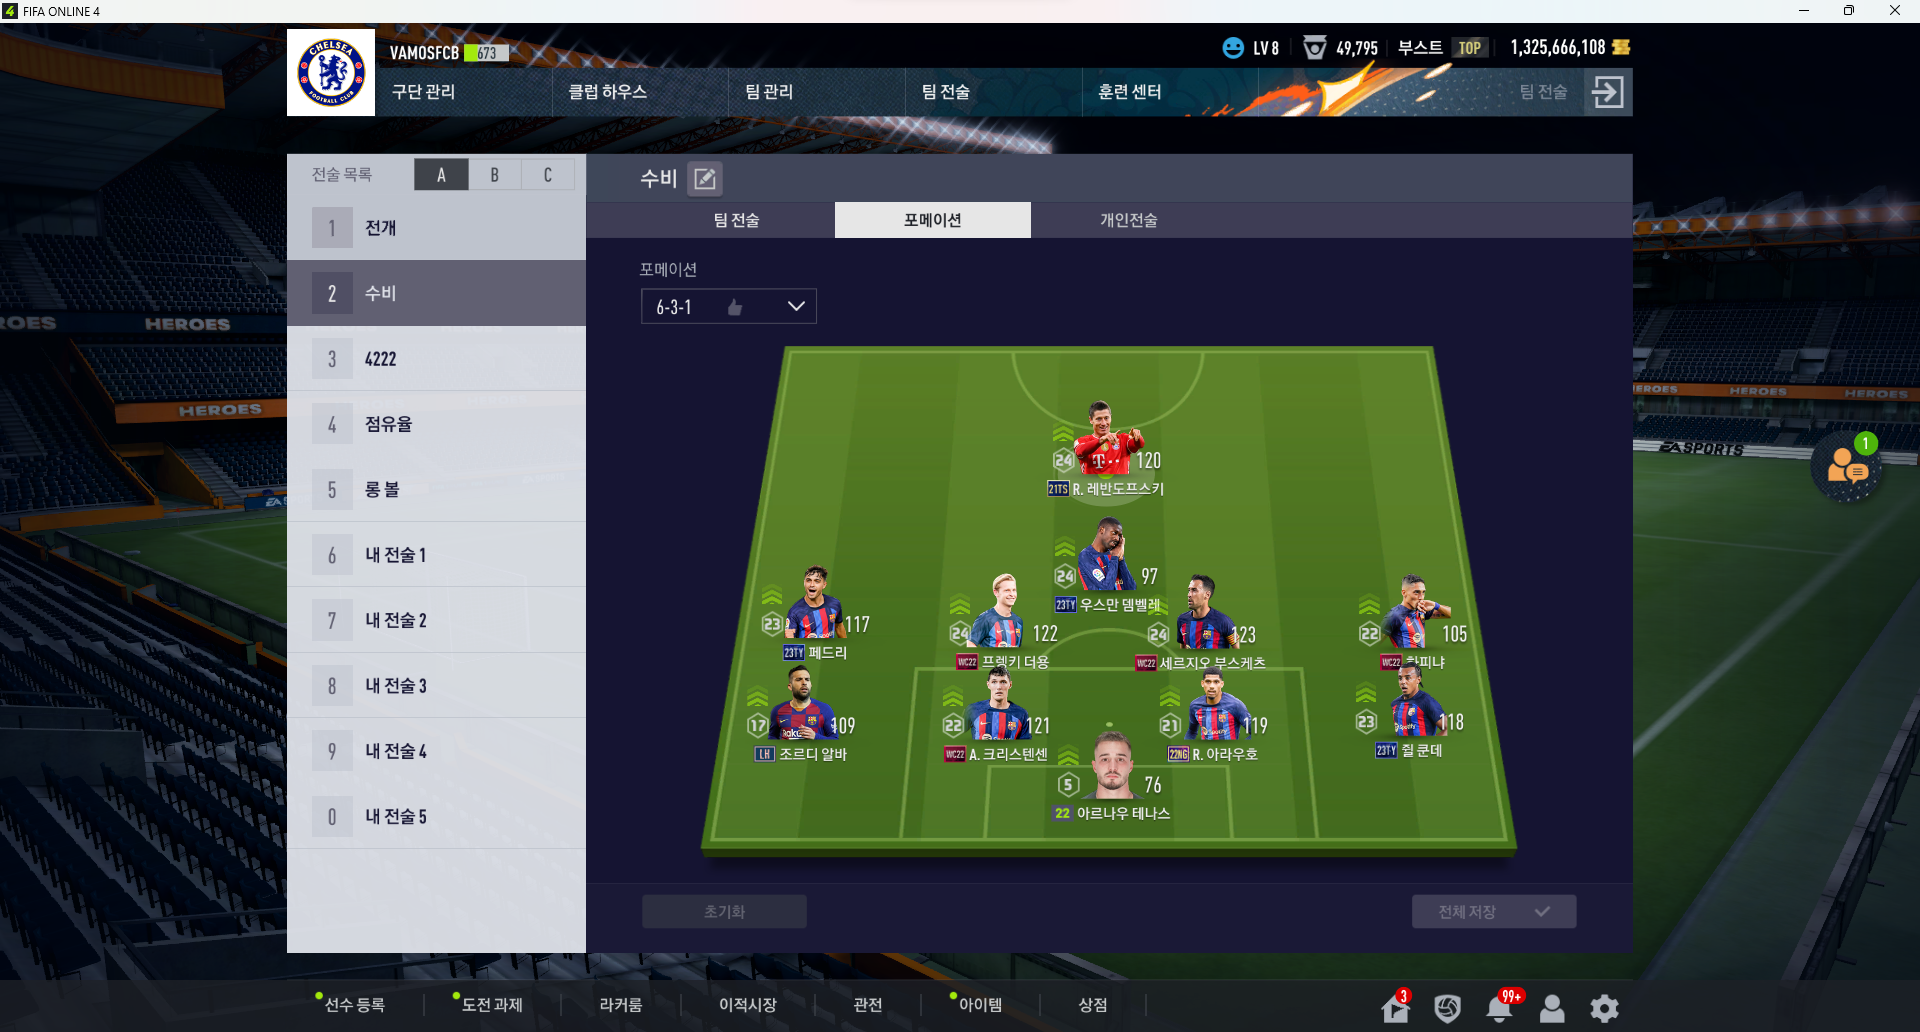 FIFA ONLINE 4
CHELSEA
FOOTBALL CLUB
VAMOSFCB 673
LV 8 49,795 부스트 TOP 1,325,666,108
구단 관리 클럽 하우스 팀 관리 팀 전술 훈련 센터 팀 전술
전술 목록 A B C
1 전개
2 수비
3 4222
4 점유율
5 롱 볼
6 내 전술 1
7 내 전술 2
8 내 전술 3
9 내 전술 4
0 내 전술 5
수비
팀 전술 포메이션 개인전술
포메이션
6-3-1
24 120
21TS R. 레반도프스키
24 97
23TY 우스만 뎀벨레
23 117
23TY 페드리
24 122
WC22 프렝키 더용
24 123
WC22 세르지오 부스케츠
22 105
WC22 하피냐
17 109
LH 조르디 알바
22 121
WC22 A. 크리스텐센
21 119
22NG R. 아라우호
23 118
23TY 쥘 쿤데
5 76
22 아르나우 테나스
초기화 전체 저장
HEROES
HEROES
HEROES
HEROES
HEROES
EA SPORTS
1
선수 등록 도전 과제 라커룸 이적시장 관전 아이템 상점
3 99+